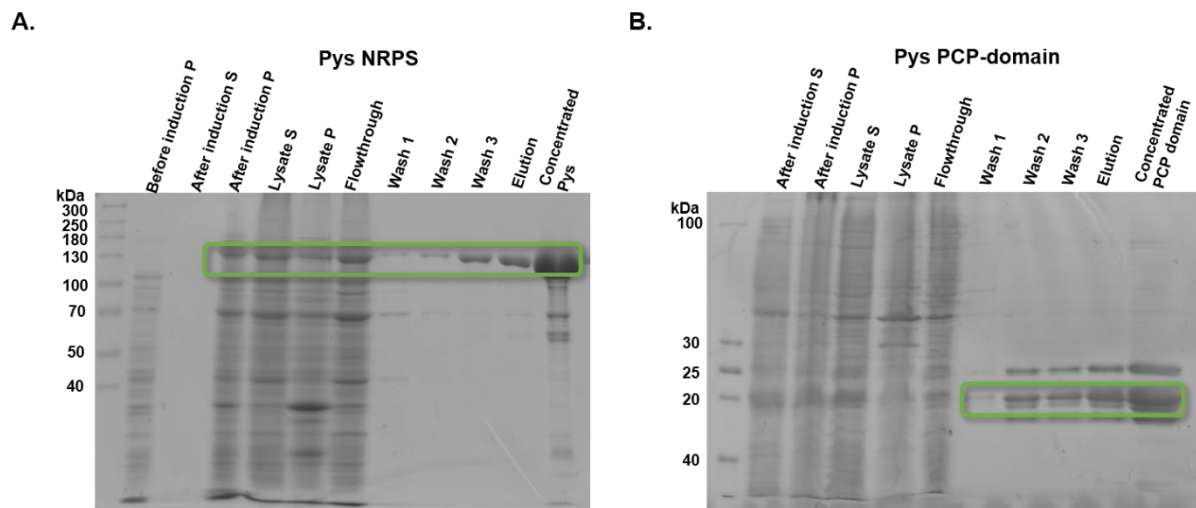 A.
Pys NRPS
Before induction P
After induction S
After induction P
Lysate S
Lysate P
Flowthrough
Wash 1
Wash 2
Wash 3
Elution
Concentrated
Pys
kDa
300
250
180
130
100
70
50
40
B.
Pys PCP-domain
After induction S
After induction P
Lysate S
Lysate P
Flowthrough
Wash 1
Wash 2
Wash 3
Elution
Concentrated
PCP domain
kDa
100
30
25
20
40